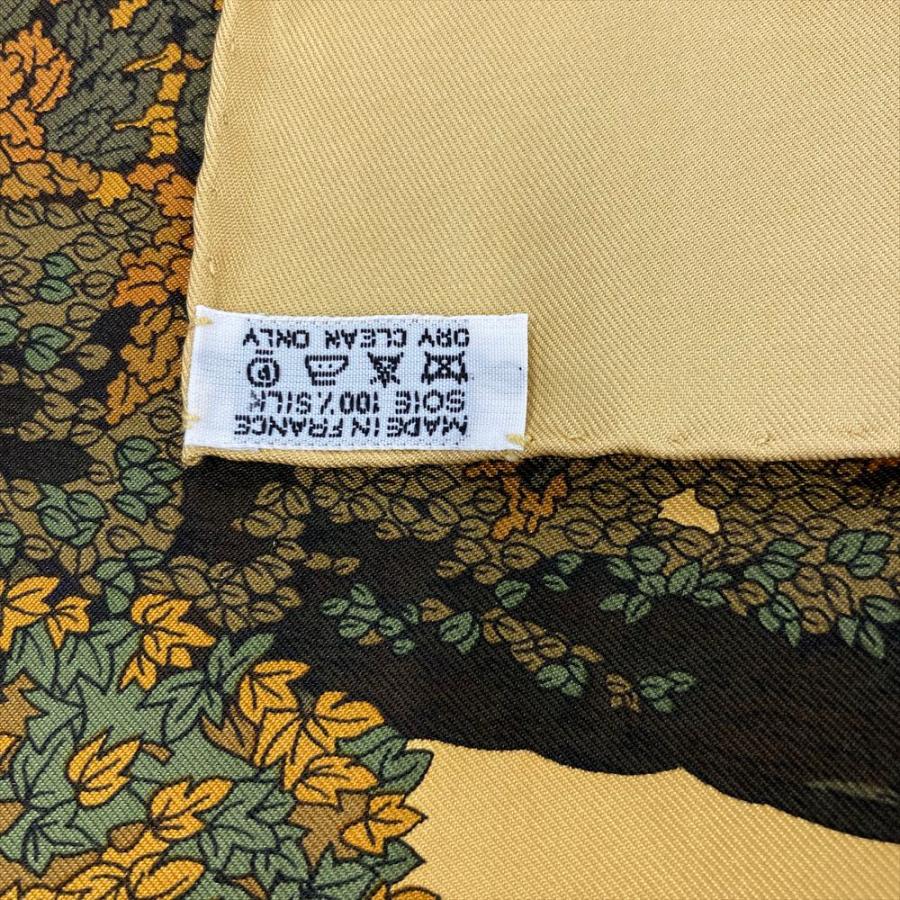 MADE IN FRANCE
SOIE 100% SILK
DRY CLEAN ONLY